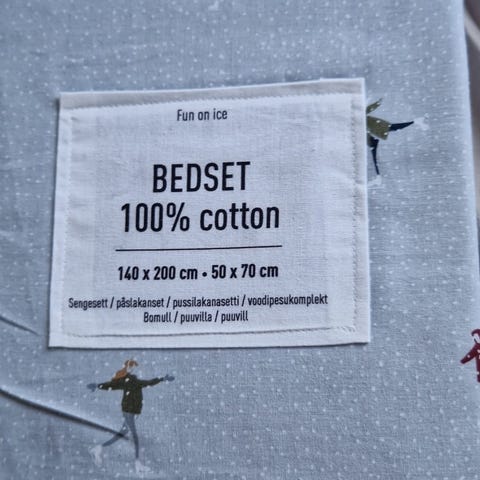 Fun on ice
BEDSET
100% cotton
140 x 200 cm • 50 x 70 cm
Sengesett / påslakanset / pussilakanasetti / voodipesukomplekt
Bomull / puuvilla / puuvill